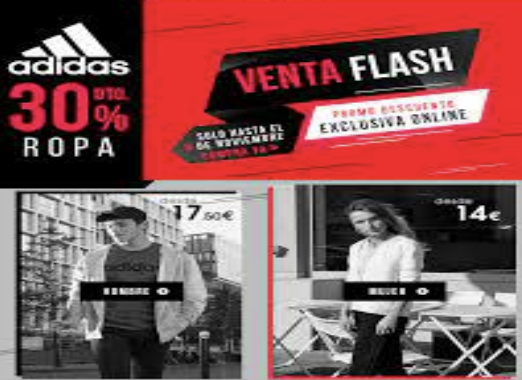 adidas
30% DTO.
ROPA
VENTA FLASH
PROMO DESCUENTO
EXCLUSIVA ONLINE
SOLO HASTA EL
DE NOVIEMBRE
desde
17,50€
adidas
HOMBRE
desde
14€
MUJER